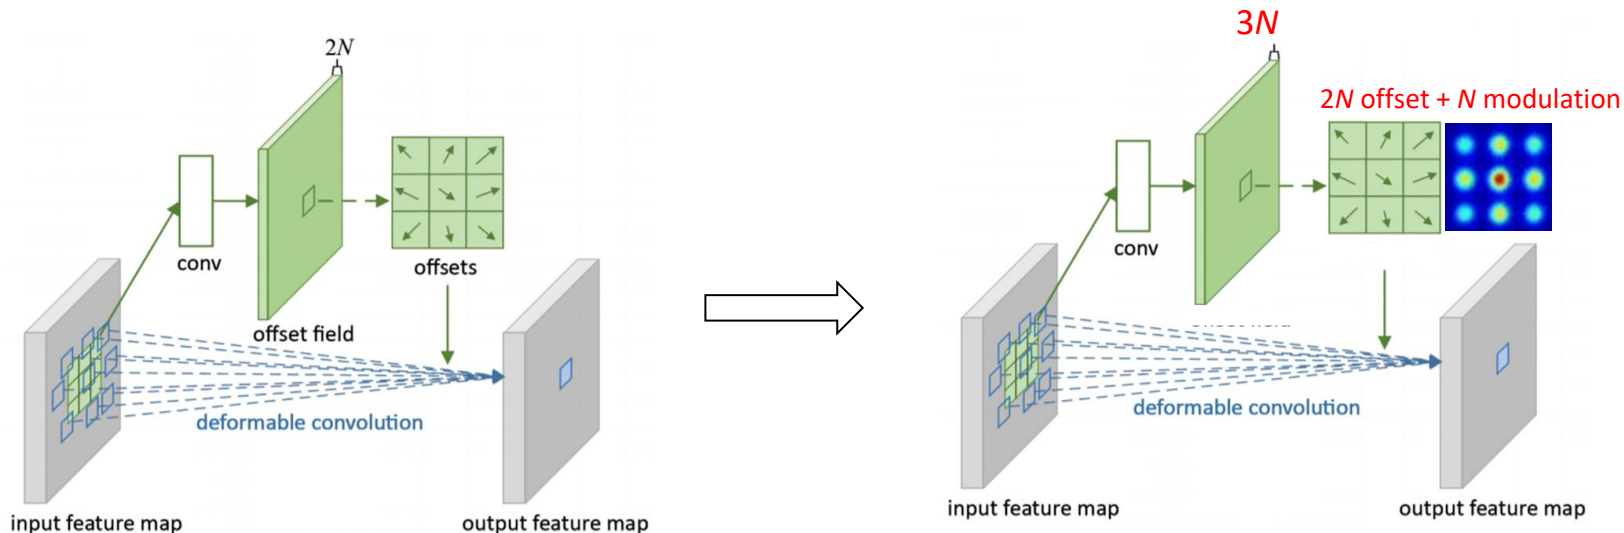 2N
conv
offset field
offsets
deformable convolution
input feature map
output feature map
3N
2N offset + N modulation
conv
deformable convolution
input feature map
output feature map